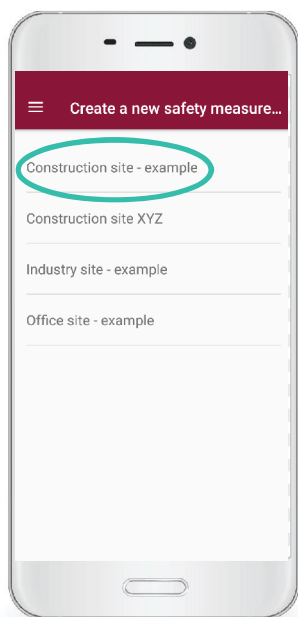 Create a new safety measure…
Construction site - example
Construction site XYZ
Industry site - example
Office site - example